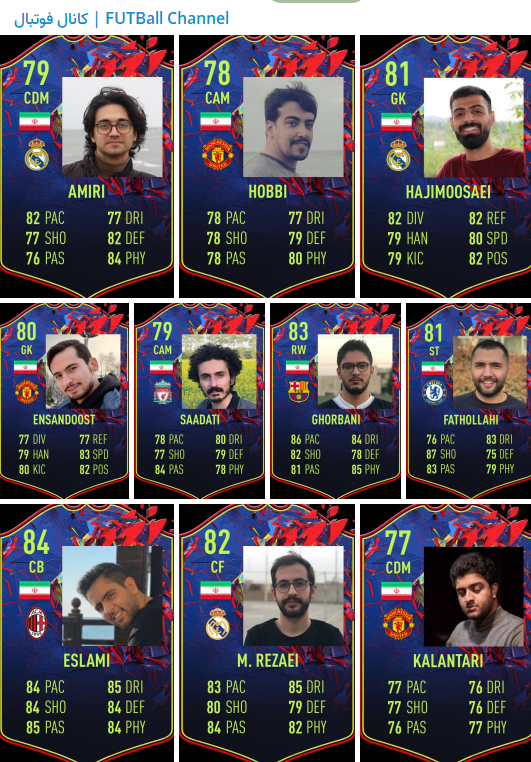 کانال فوتبال | FUTBall Channel
79
CDM
AMIRI
82 PAC 77 DRI
77 SHO 82 DEF
76 PAS 84 PHY
78
CAM
HOBBI
78 PAC 77 DRI
78 SHO 79 DEF
78 PAS 80 PHY
81
GK
HAJIMOOSAEI
82 DIV 82 REF
79 HAN 80 SPD
79 KIC 82 POS
80
GK
ENSANDOOST
77 DIV 77 REF
79 HAN 83 SPD
80 KIC 82 POS
79
CAM
SAADATI
78 PAC 80 DRI
77 SHO 79 DEF
84 PAS 78 PHY
83
RW
GHORBANI
86 PAC 84 DRI
82 SHO 78 DEF
81 PAS 85 PHY
81
ST
FATHOLLAHI
76 PAC 83 DRI
87 SHO 75 DEF
83 PAS 79 PHY
84
CB
ESLAMI
84 PAC 85 DRI
84 SHO 84 DEF
85 PAS 84 PHY
82
CF
M. REZAEI
83 PAC 85 DRI
80 SHO 79 DEF
84 PAS 82 PHY
77
CDM
KALANTARI
77 PAC 76 DRI
77 SHO 76 DEF
76 PAS 77 PHY